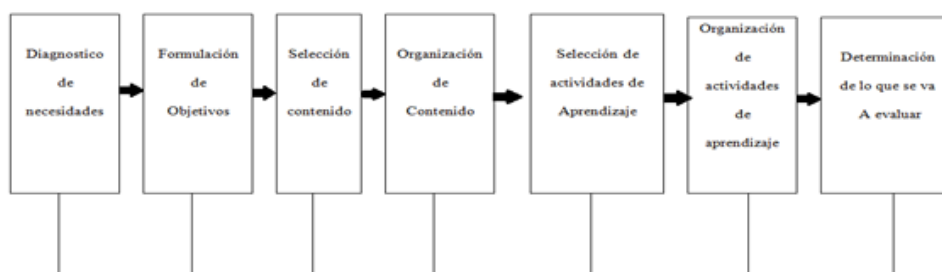 Diagnostico
de
necesidades
Formulación
de
Objetivos
Selección
de
contenido
Organización
de
Contenido
Selección de
actividades de
Aprendizaje
Organización
de
actividades
de
aprendizaje
Determinación
de lo que se va
A evaluar